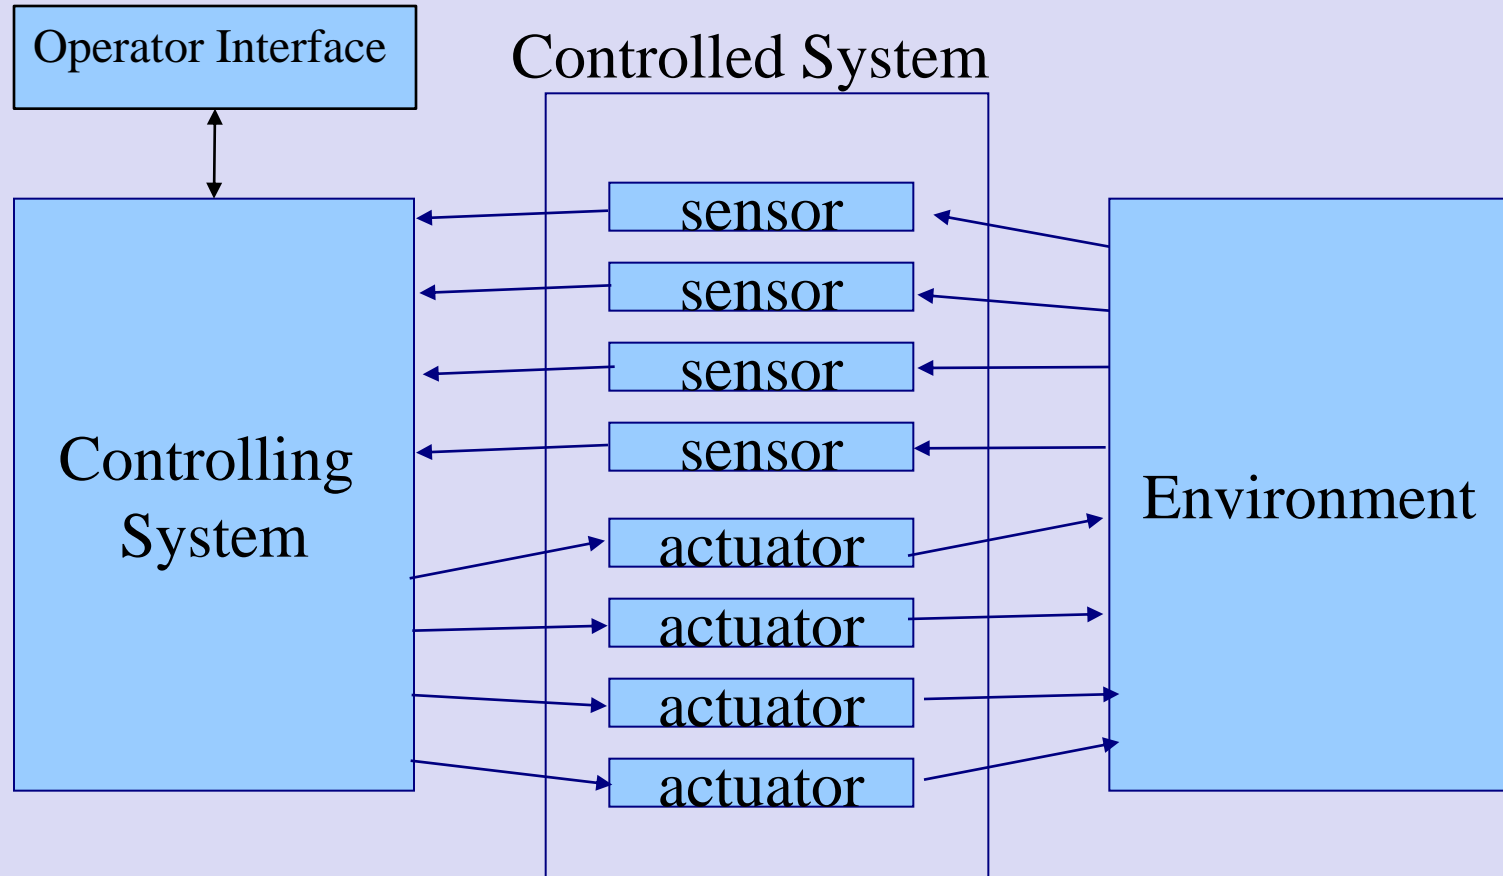 Operator Interface
Controlled System
sensor
sensor
sensor
sensor
Controlling
System
Environment
actuator
actuator
actuator
actuator